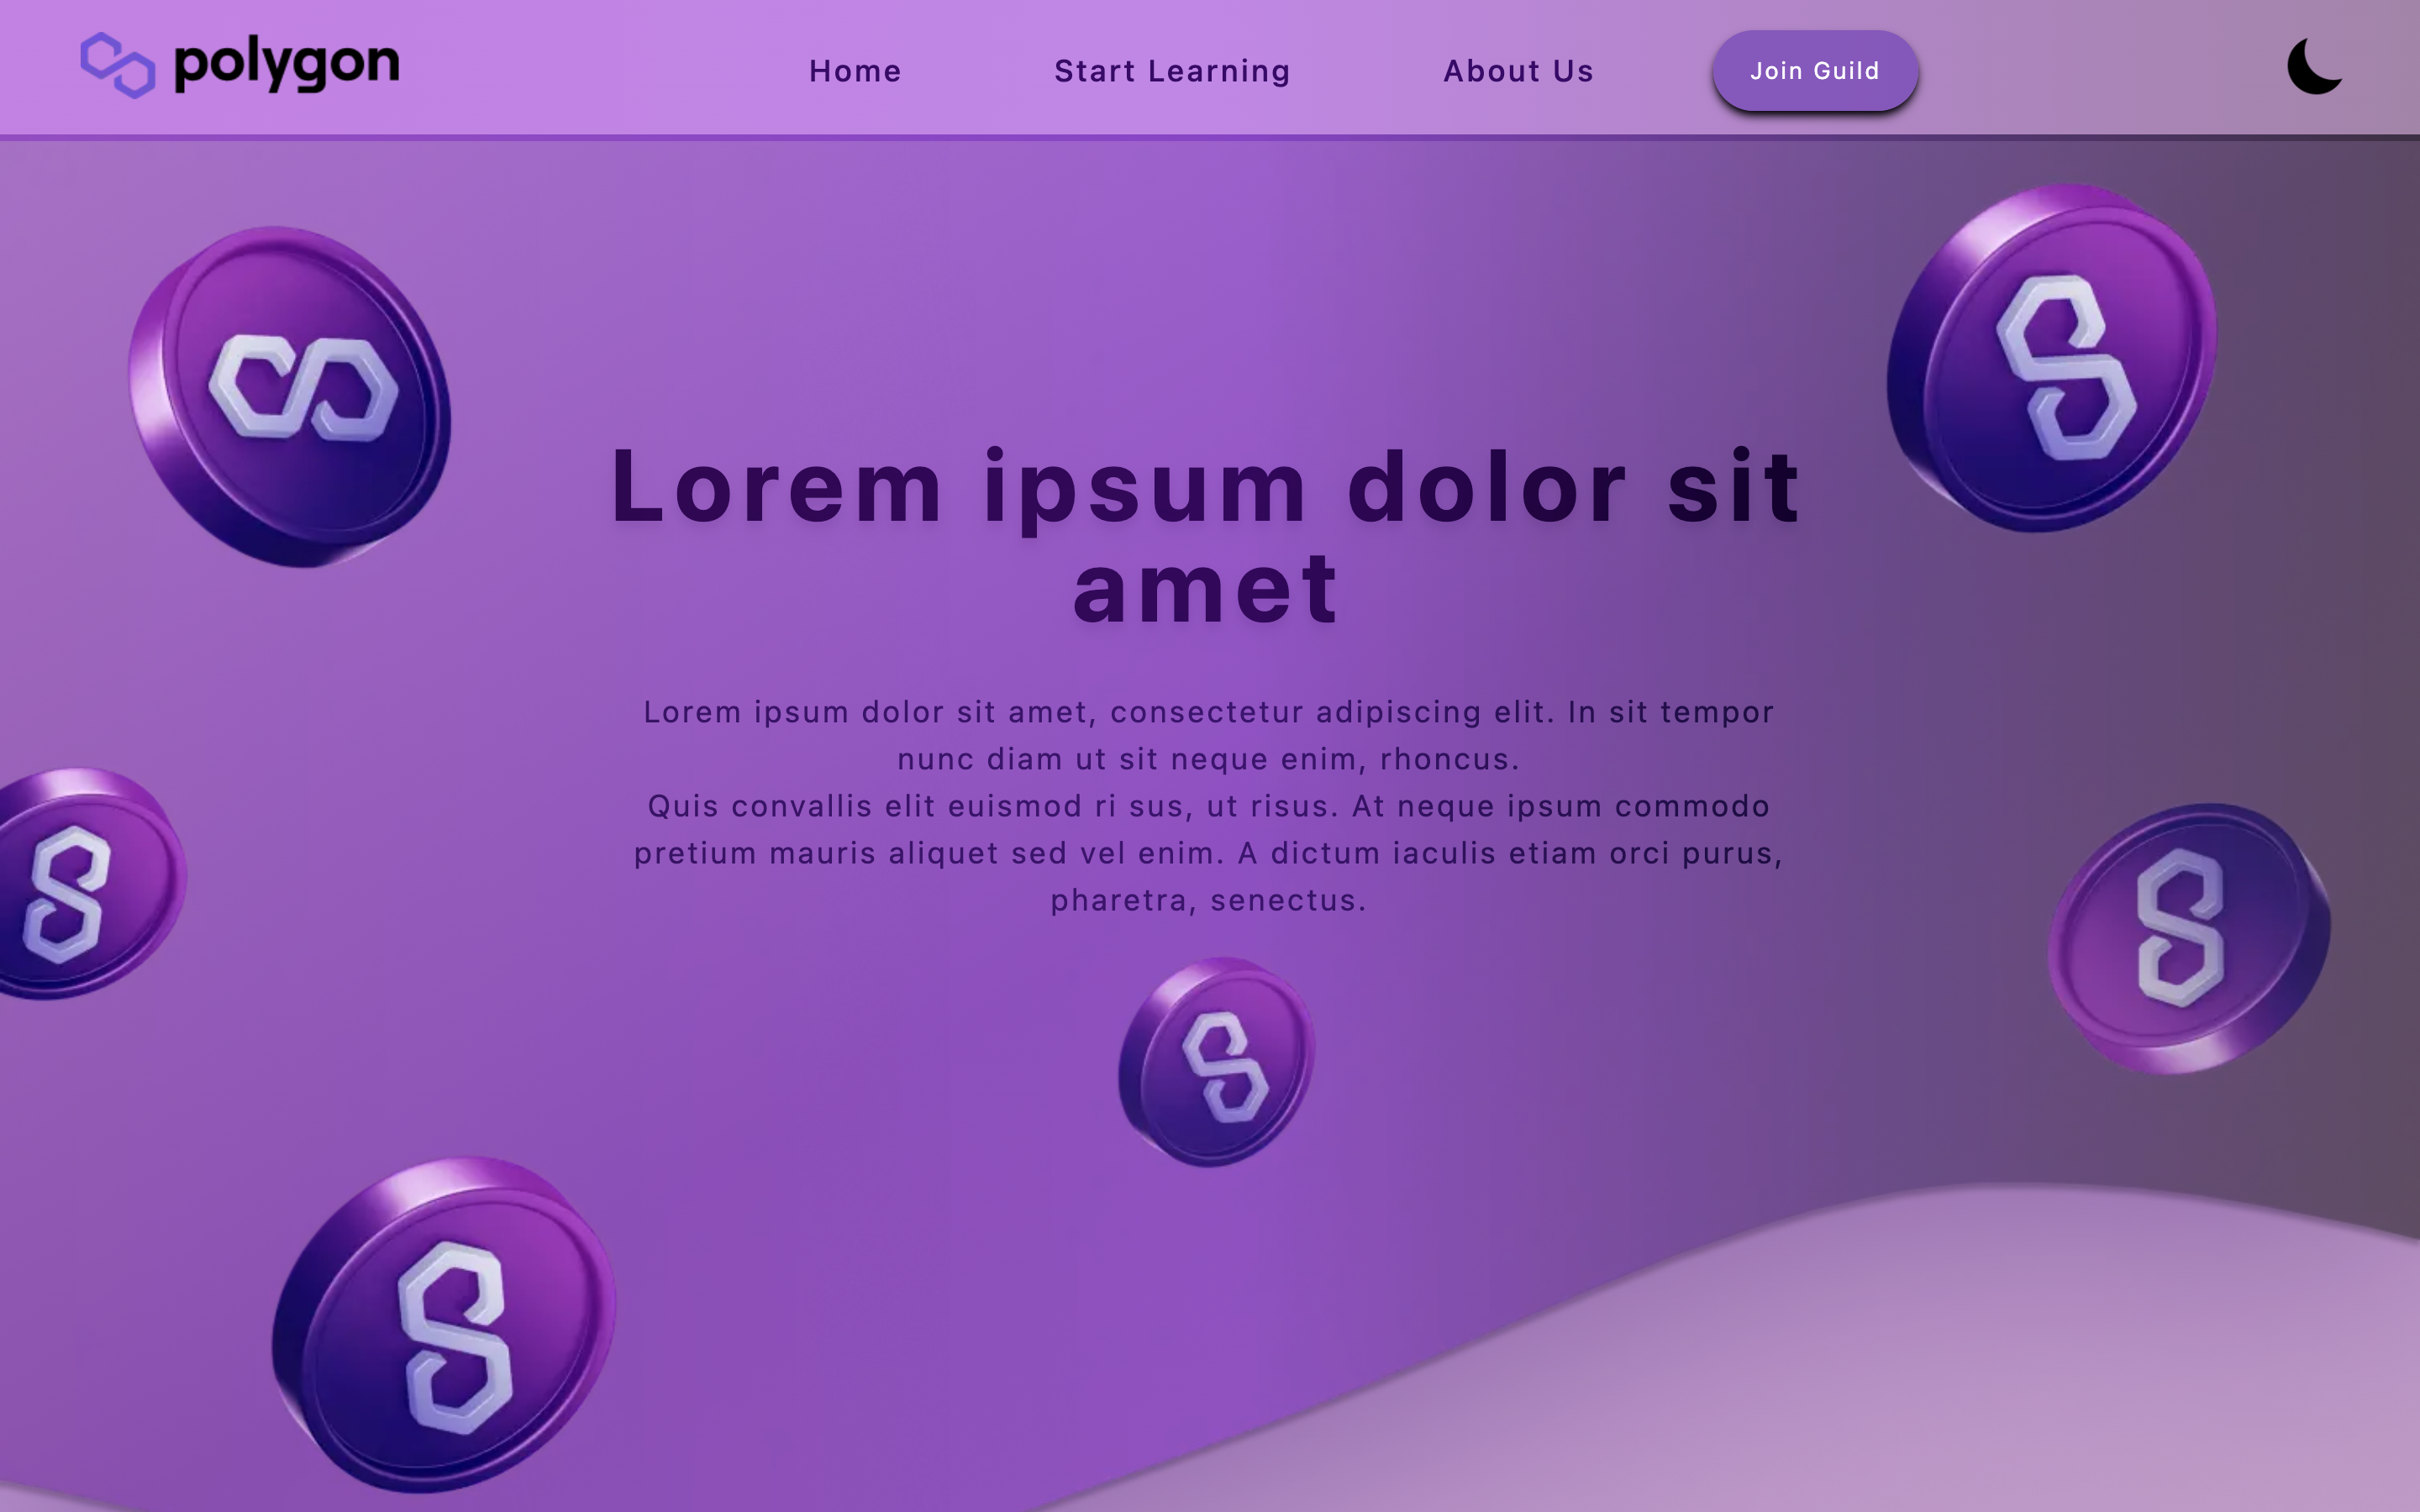 polygon
Home
Start Learning
About Us
Join Guild
Lorem ipsum dolor sit
amet
Lorem ipsum dolor sit amet, consectetur adipiscing elit. In sit tempor
nunc diam ut sit neque enim, rhoncus.
Quis convallis elit euismod ri sus, ut risus. At neque ipsum commodo
pretium mauris aliquet sed vel enim. A dictum iaculis etiam orci purus,
pharetra, senectus.